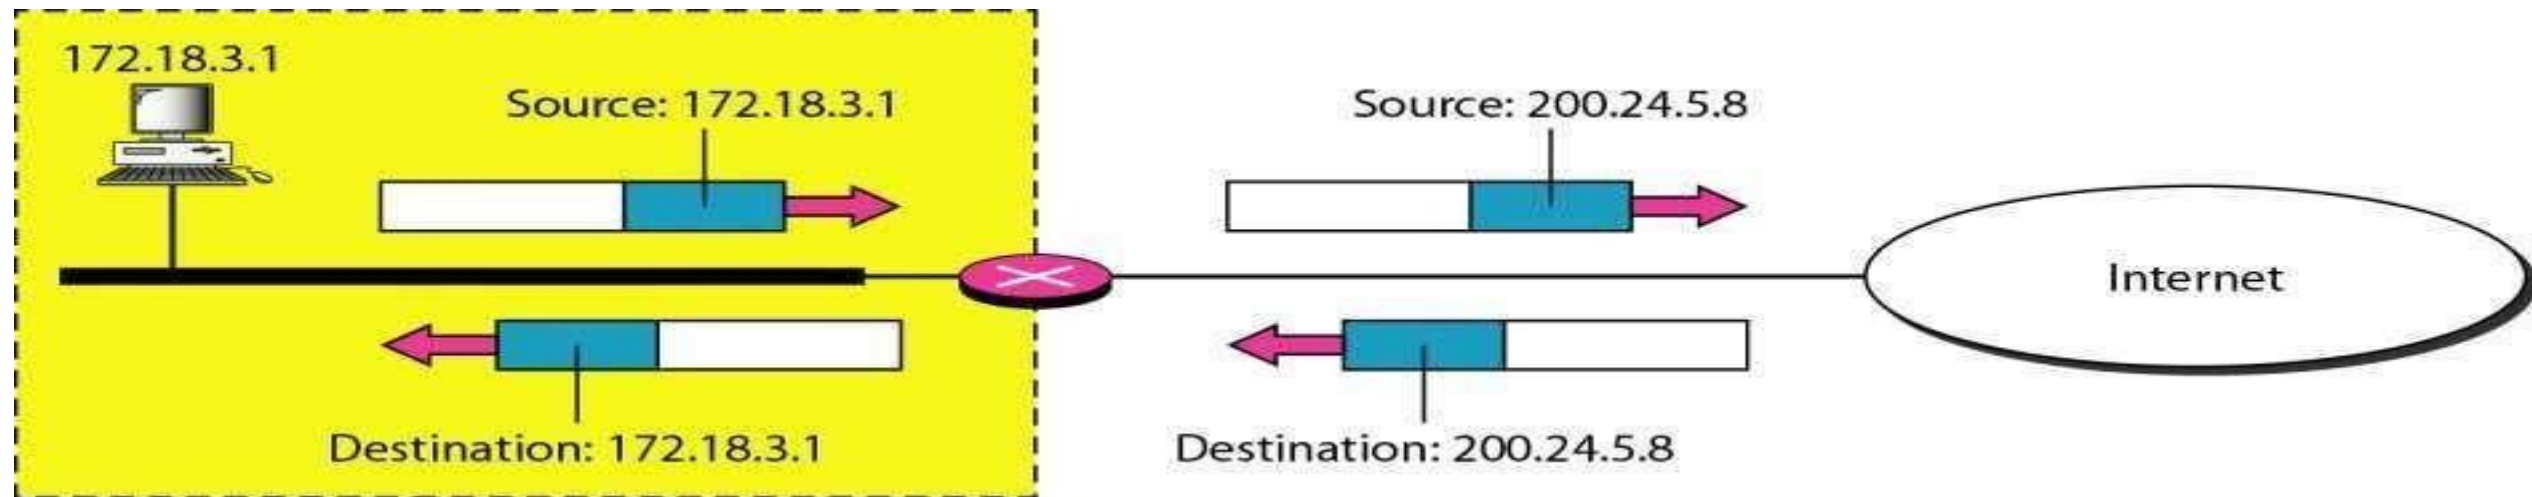 172.18.3.1
Source: 172.18.3.1
Source: 200.24.5.8
Internet
Destination: 172.18.3.1
Destination: 200.24.5.8